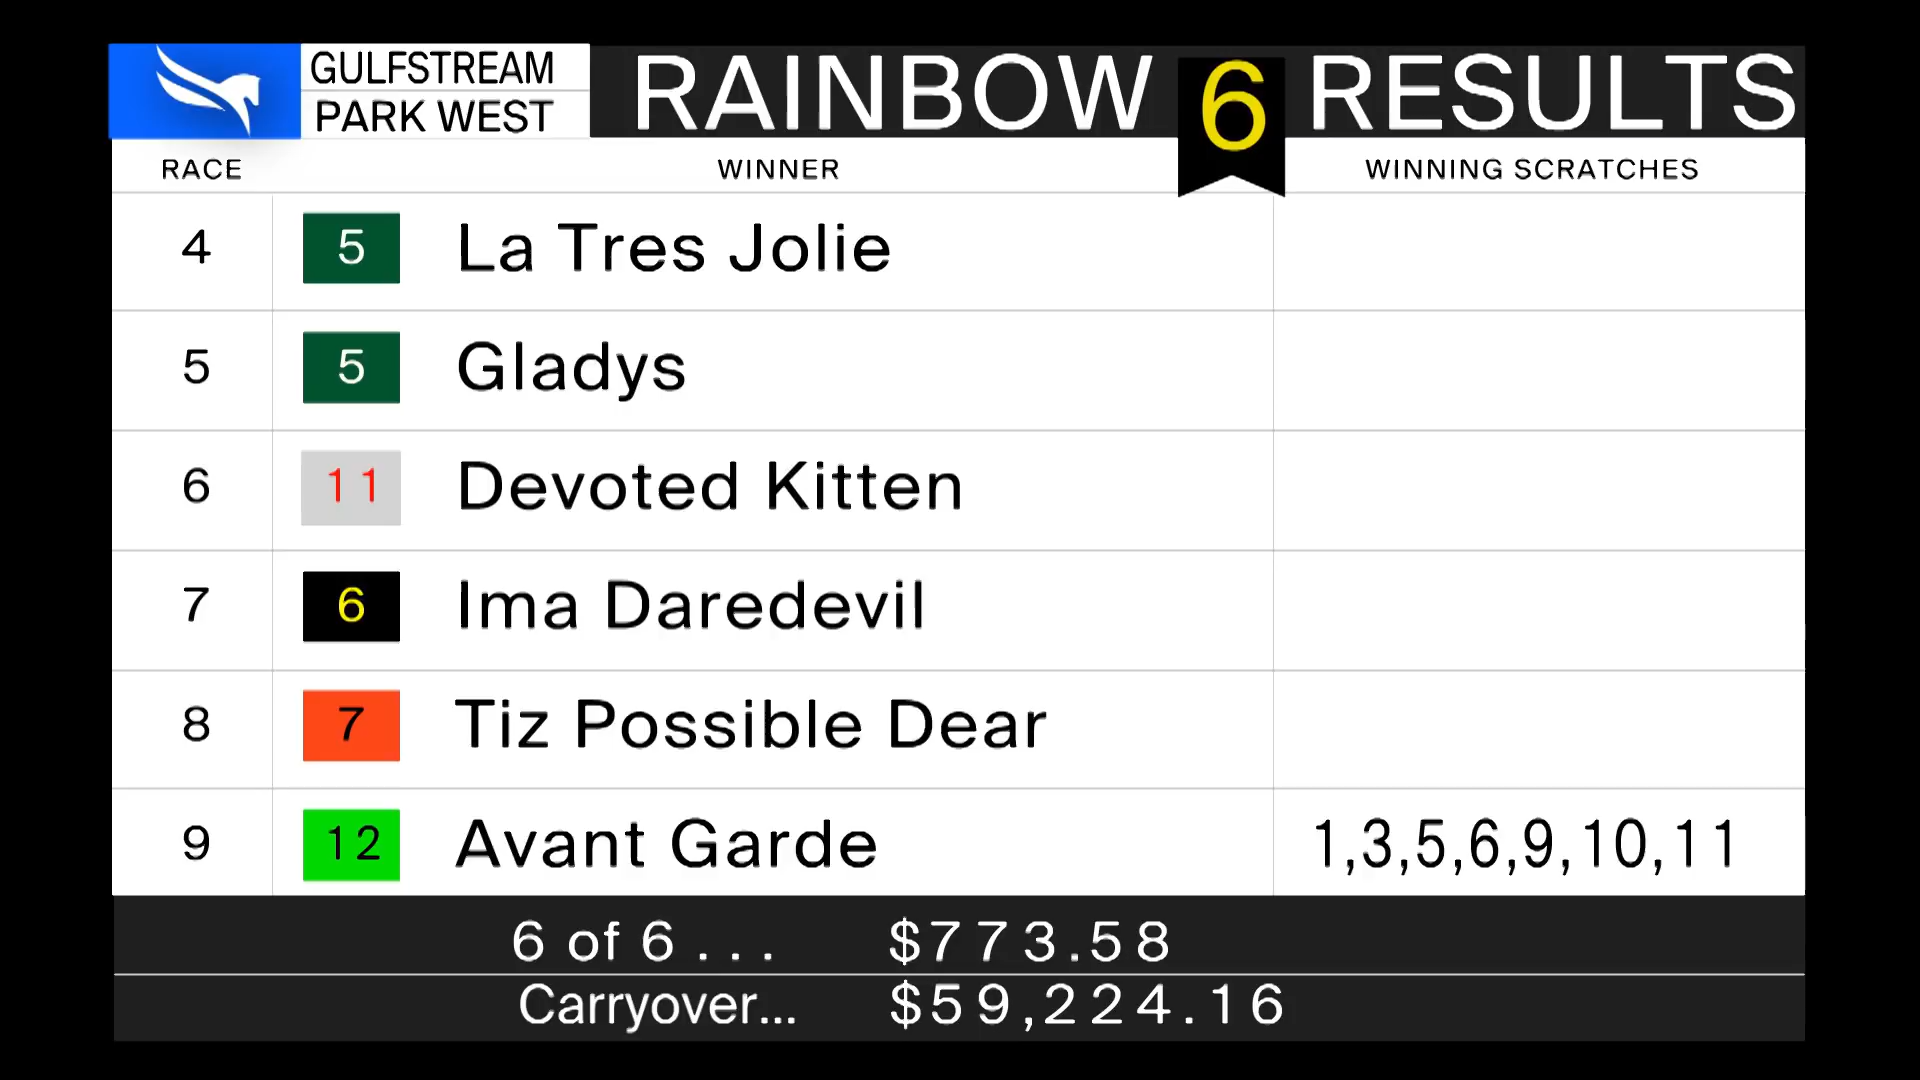 GULFSTREAM
PARK WEST
RAINBOW 6 RESULTS
RACE WINNER WINNING SCRATCHES
4 5 La Tres Jolie
5 5 Gladys
6 11 Devoted Kitten
7 6 Ima Daredevil
8 7 Tiz Possible Dear
9 12 Avant Garde 1,3,5,6,9,10,11
6 of 6 ... $773.58
Carryover... $59,224.16